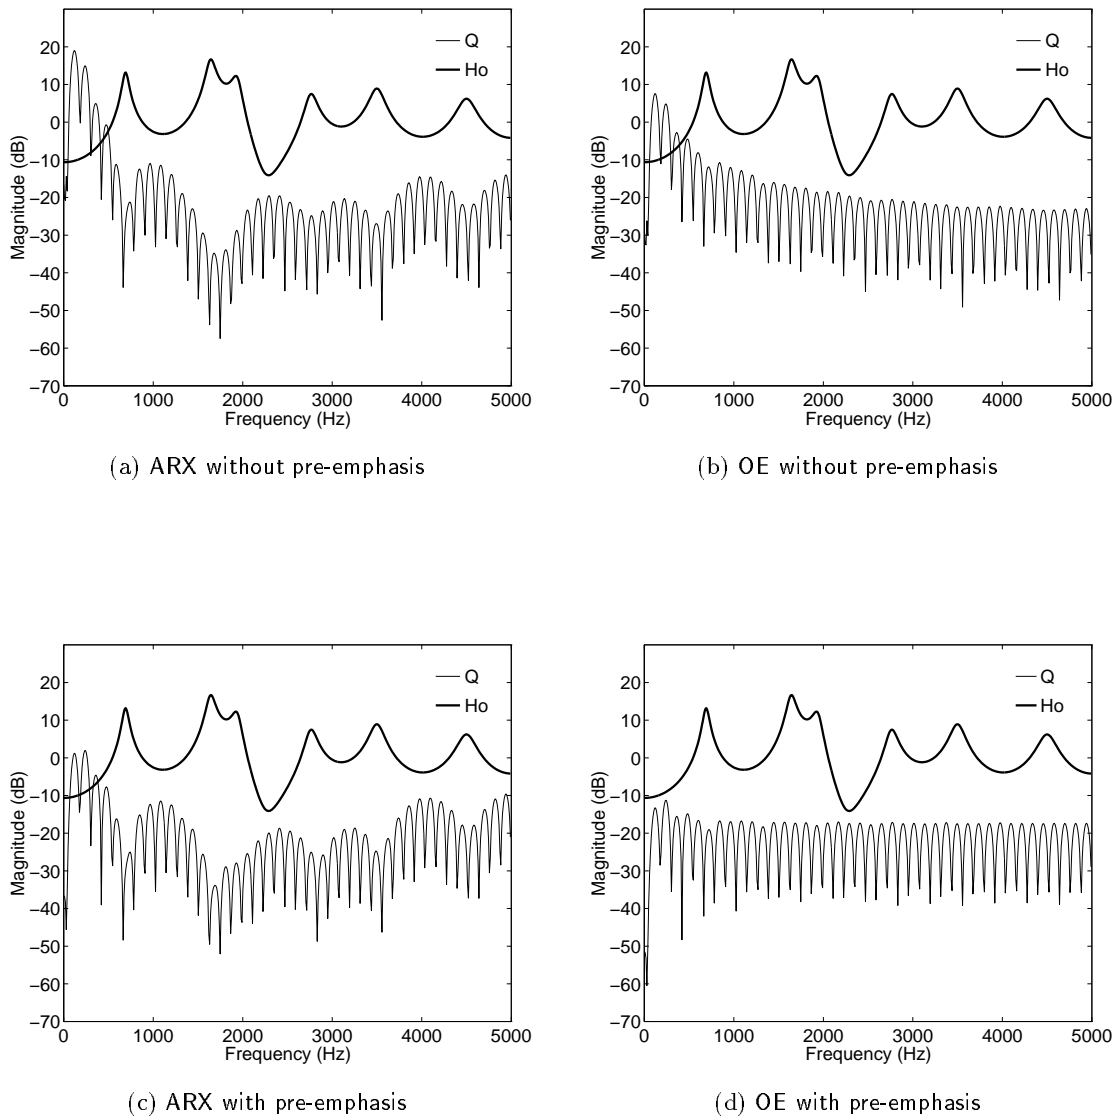 20
10
0
−10
−20
−30
−40
−50
−60
−70
Magnitude (dB)
Q
Ho
0 1000 2000 3000 4000 5000
Frequency (Hz)
(a) ARX without pre-emphasis
20
10
0
−10
−20
−30
−40
−50
−60
−70
Magnitude (dB)
Q
Ho
0 1000 2000 3000 4000 5000
Frequency (Hz)
(b) OE without pre-emphasis
20
10
0
−10
−20
−30
−40
−50
−60
−70
Magnitude (dB)
Q
Ho
0 1000 2000 3000 4000 5000
Frequency (Hz)
(c) ARX with pre-emphasis
20
10
0
−10
−20
−30
−40
−50
−60
−70
Magnitude (dB)
Q
Ho
0 1000 2000 3000 4000 5000
Frequency (Hz)
(d) OE with pre-emphasis